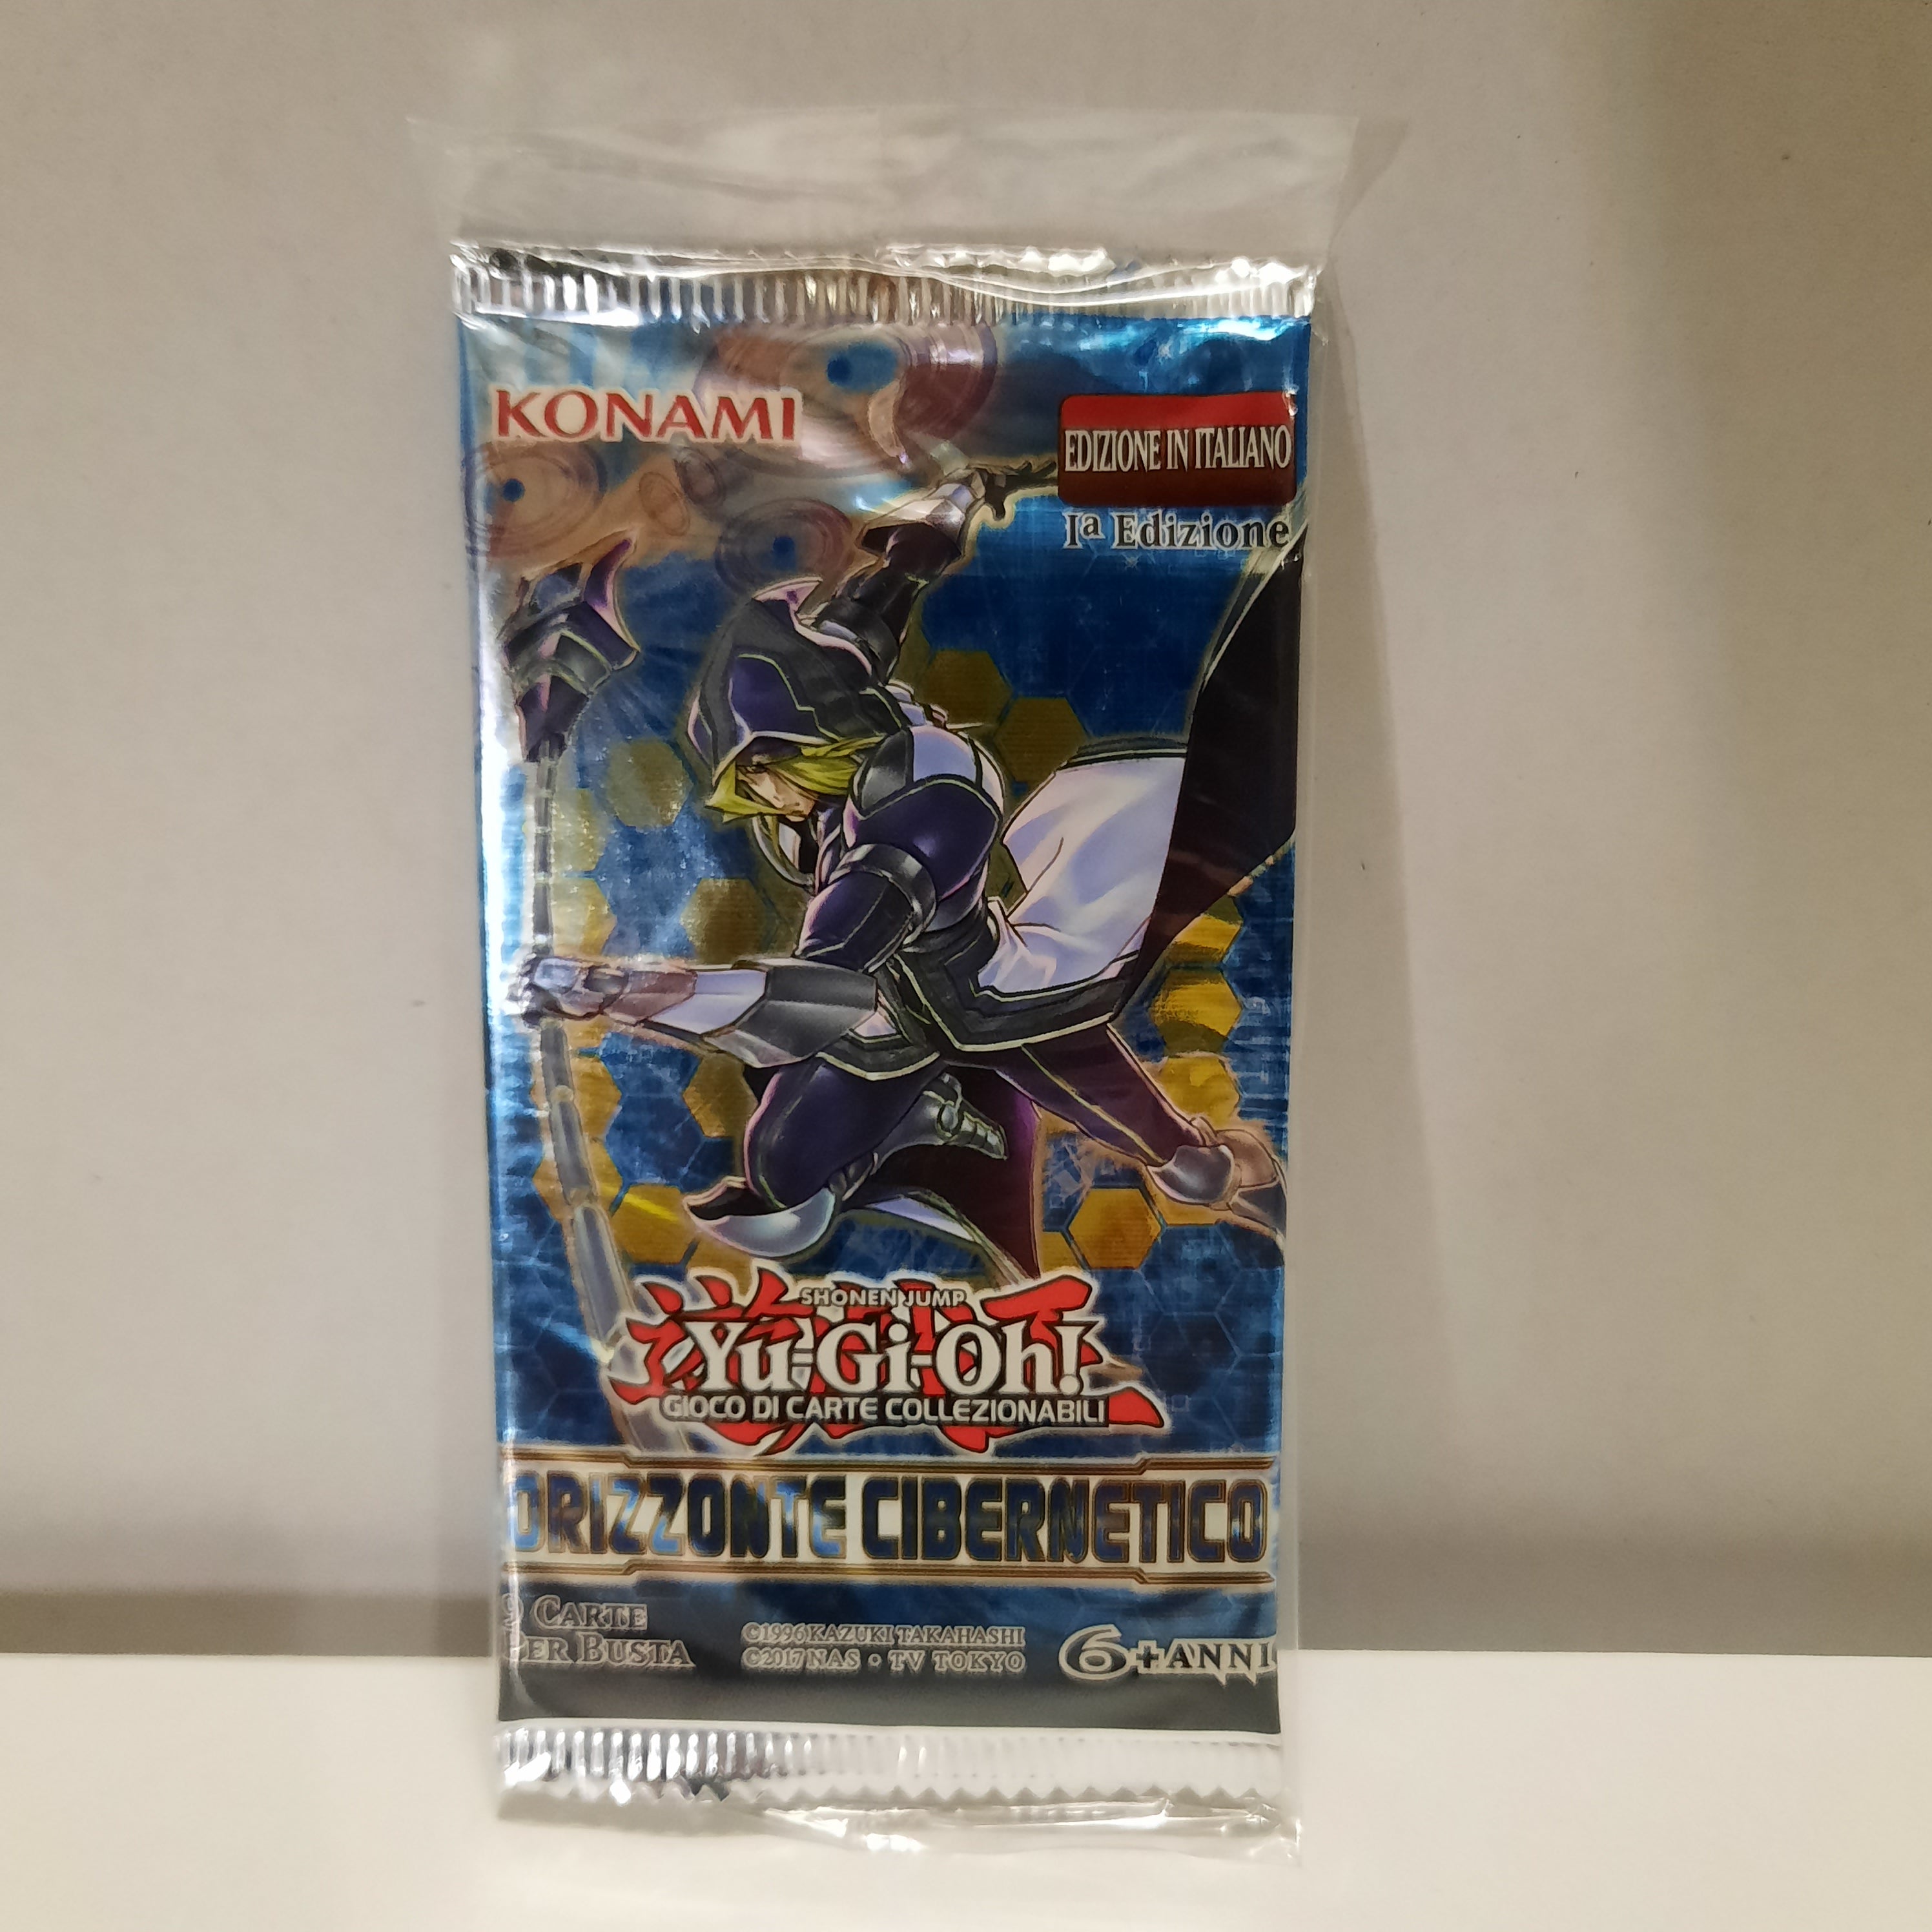 KONAMI
EDIZIONE IN ITALIANO
Iª Edizione
SHONEN JUMP
Yu-Gi-Oh!
GIOCO DI CARTE COLLEZIONABILI
ORIZZONTE CIBERNETICO
9 CARTE
PER BUSTA
©1996 KAZUKI TAKAHASHI
©2017 NAS • TV TOKYO
6+ANNI